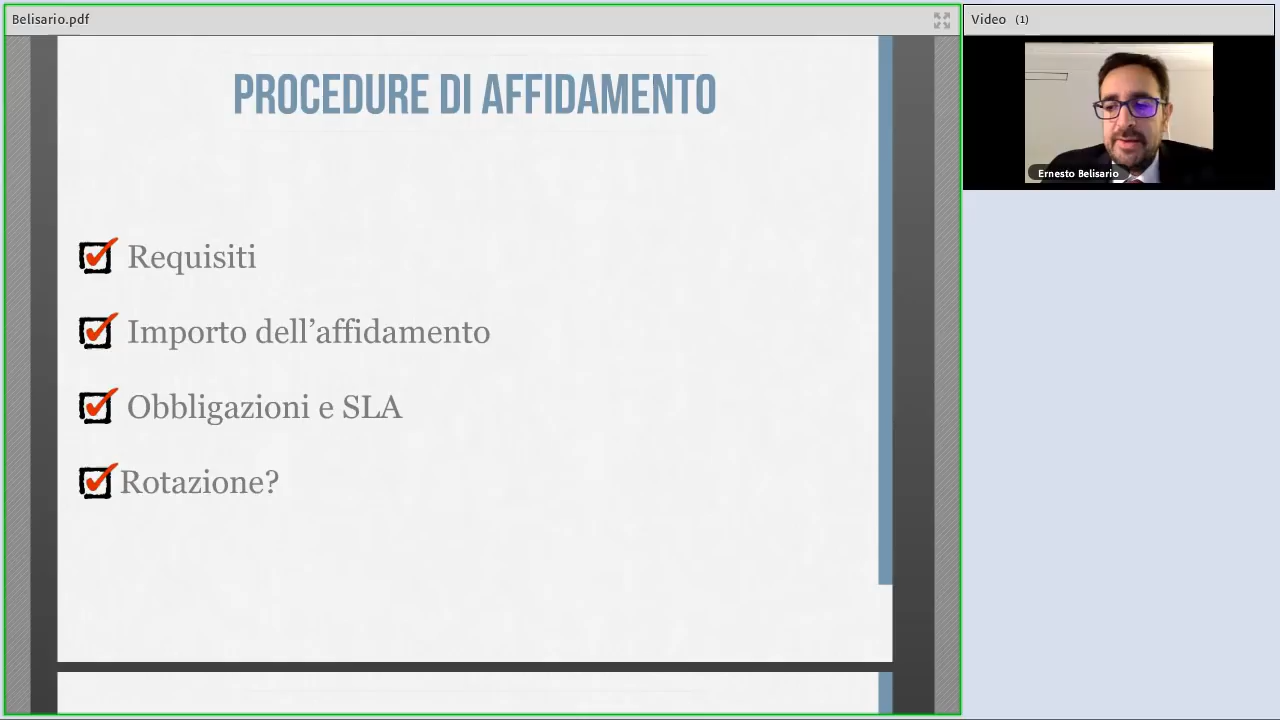 Belisario.pdf
Video (1)
PROCEDURE DI AFFIDAMENTO
Requisiti
Importo dell’affidamento
Obbligazioni e SLA
Rotazione?
Ernesto Belisario